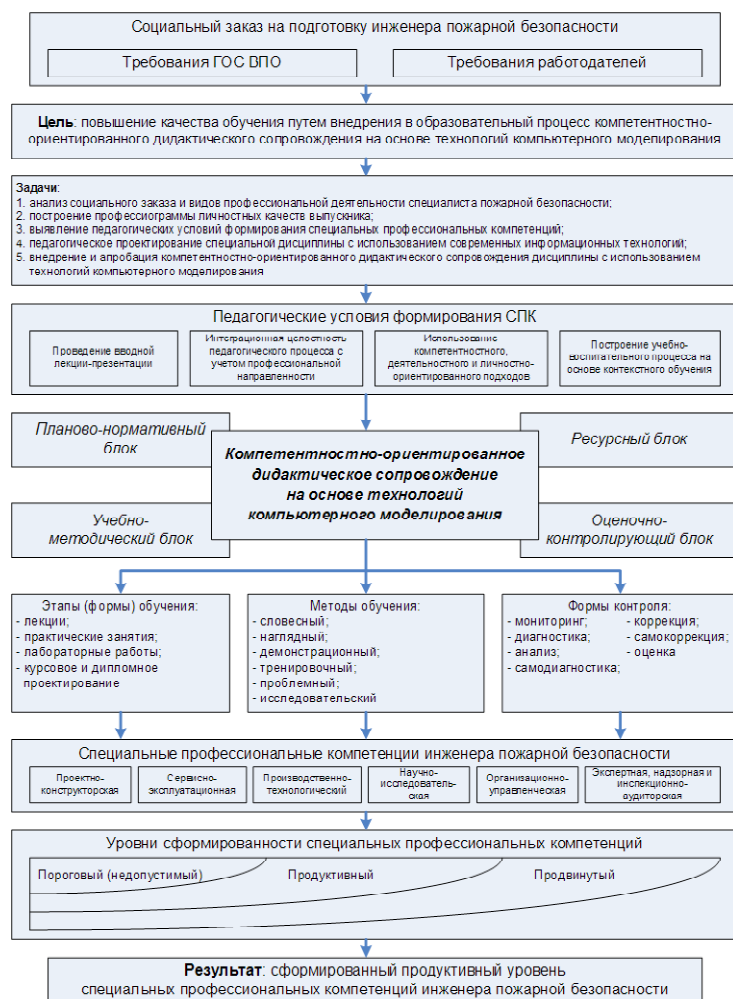 Социальный заказ на подготовку инженера пожарной безопасности
Требования ГОС ВПО
Требования работодателей
Цель: повышение качества обучения путем внедрения в образовательный процесс компетентностно-
ориентированного дидактического сопровождения на основе технологий компьютерного моделирования
Задачи:
1. анализ социального заказа и видов профессиональной деятельности специалиста пожарной безопасности;
2. построение профессиограммы личностных качеств выпускника;
3. выявление педагогических условий формирования специальных профессиональных компетенций;
4. педагогическое проектирование специальной дисциплины с использованием современных информационных технологий;
5. внедрение и апробация компетентностно-ориентированного дидактического сопровождения дисциплины с использованием
технологий компьютерного моделирования
Педагогические условия формирования СПК
Проведение вводной
лекции-презентации
Интеграционная целостность
педагогического процесса с
учетом профессиональной
направленности
Использование
компетентностного,
деятельностного и личностно-
ориентированного подходов
Построение учебно-
воспитательного процесса на
основе контекстного обучения
Планово-нормативный
блок
Ресурсный блок
Компетентностно-ориентированное
дидактическое сопровождение
на основе технологий
компьютерного моделирования
Учебно-
методический блок
Оценочно-
контролирующий блок
Этапы (формы) обучения:
- лекции;
- практические занятия;
- лабораторные работы;
- курсовое и дипломное
проектирование
Методы обучения:
- словесный;
- наглядный;
- демонстрационный;
- тренировочный;
- проблемный;
- исследовательский
Формы контроля:
- мониторинг;
- диагностика;
- анализ;
- самодиагностика;
- коррекция;
- самокоррекция;
- оценка
Специальные профессиональные компетенции инженера пожарной безопасности
Проектно-
конструкторская
Сервисно-
эксплуатационная
Производственно-
технологический
Научно-
исследователь-
ская
Организационно-
управленческая
Экспертная, надзорная и
инспекционно-
аудиторская
Уровни сформированности специальных профессиональных компетенций
Пороговый (недопустимый)
Продуктивный
Продвинутый
Результат: сформированный продуктивный уровень
специальных профессиональных компетенций инженера пожарной безопасности